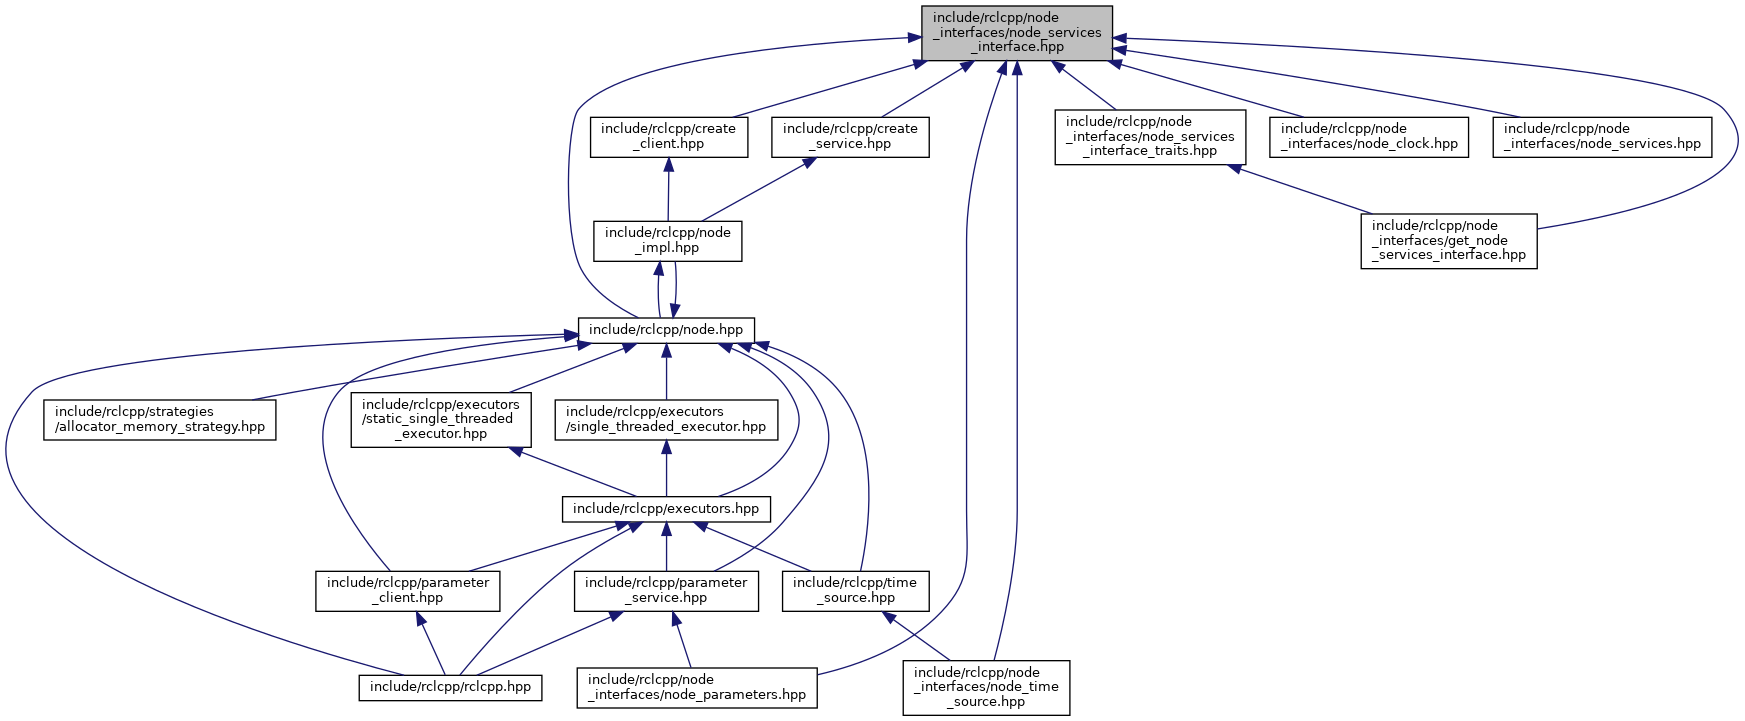 include/rclcpp/node
_interfaces/node_services
_interface.hpp
include/rclcpp/create
_client.hpp
include/rclcpp/create
_service.hpp
include/rclcpp/node
_interfaces/node_services
_interface_traits.hpp
include/rclcpp/node
_interfaces/node_clock.hpp
include/rclcpp/node
_interfaces/node_services.hpp
include/rclcpp/node
_impl.hpp
include/rclcpp/node
_interfaces/get_node
_services_interface.hpp
include/rclcpp/node.hpp
include/rclcpp/strategies
/allocator_memory_strategy.hpp
include/rclcpp/executors
/static_single_threaded
_executor.hpp
include/rclcpp/executors
/single_threaded_executor.hpp
include/rclcpp/executors.hpp
include/rclcpp/parameter
_client.hpp
include/rclcpp/parameter
_service.hpp
include/rclcpp/time
_source.hpp
include/rclcpp/rclcpp.hpp
include/rclcpp/node
_interfaces/node_parameters.hpp
include/rclcpp/node
_interfaces/node_time
_source.hpp